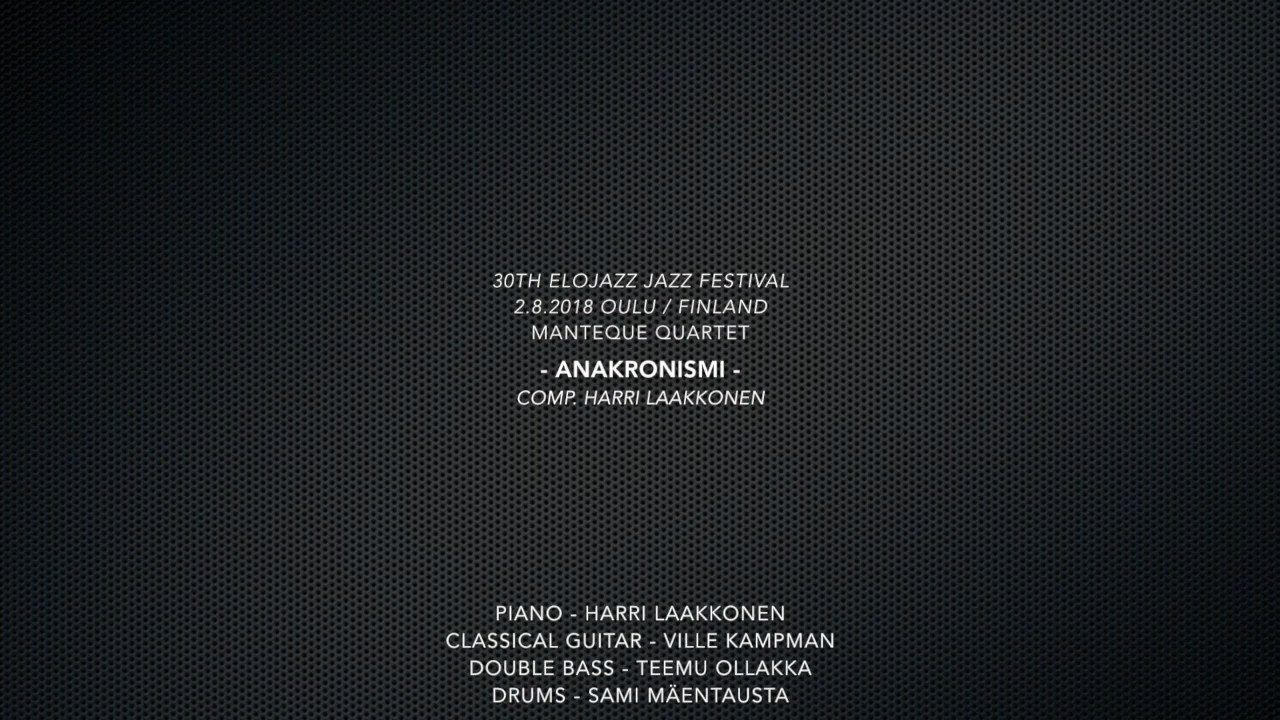 30TH ELOJAZZ JAZZ FESTIVAL
2.8.2018 OULU / FINLAND
MANTEQUE QUARTET
- ANAKRONISMI -
COMP. HARRI LAAKKONEN
PIANO - HARRI LAAKKONEN
CLASSICAL GUITAR - VILLE KAMPMAN
DOUBLE BASS - TEEMU OLLAKKA
DRUMS - SAMI MÄENTAUSTA